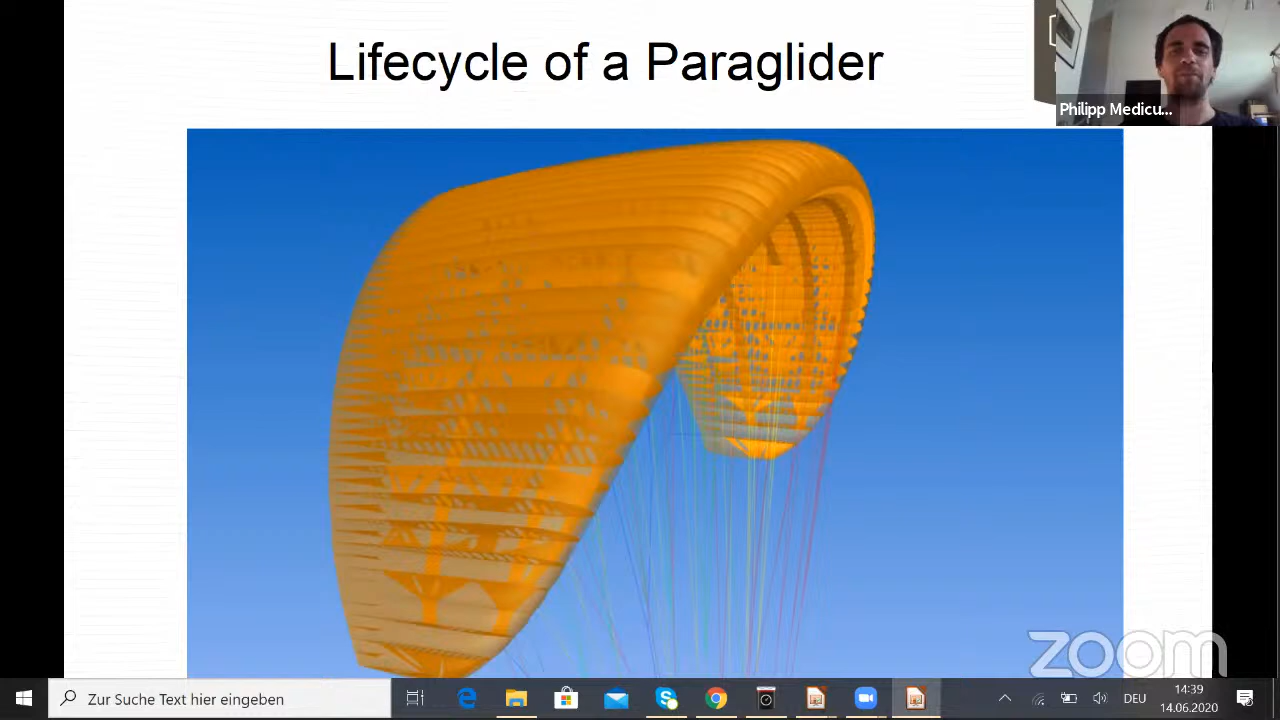 Lifecycle of a Paraglider
Philipp Medicu...
zoom
Zur Suche Text hier eingeben
DEU
14:39
14.06.2020